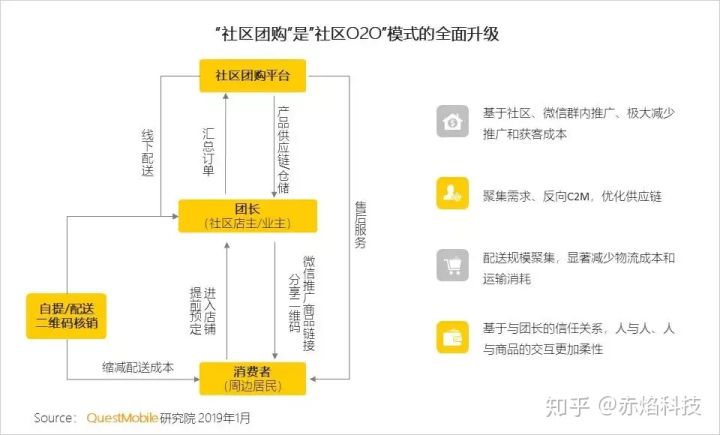 "社区团购"是"社区O2O"模式的全面升级
社区团购平台
线下配送
汇总订单
产品供应链/仓储
售后服务
团长
（社区店主/业主）
自提/配送
二维码核销
进入店铺
提前预定
微信推广商品链接
分享二维码
缩减配送成本
消费者
（周边居民）
基于社区、微信群内推广、极大减少
推广和获客成本
聚集需求、反向C2M，优化供应链
配送规模聚集，显著减少物流成本和
运输消耗
基于与团长的信任关系，人与人、人
与商品的交互更加柔性
Source： QuestMobile研究院 2019年1月
知乎 @赤焰科技